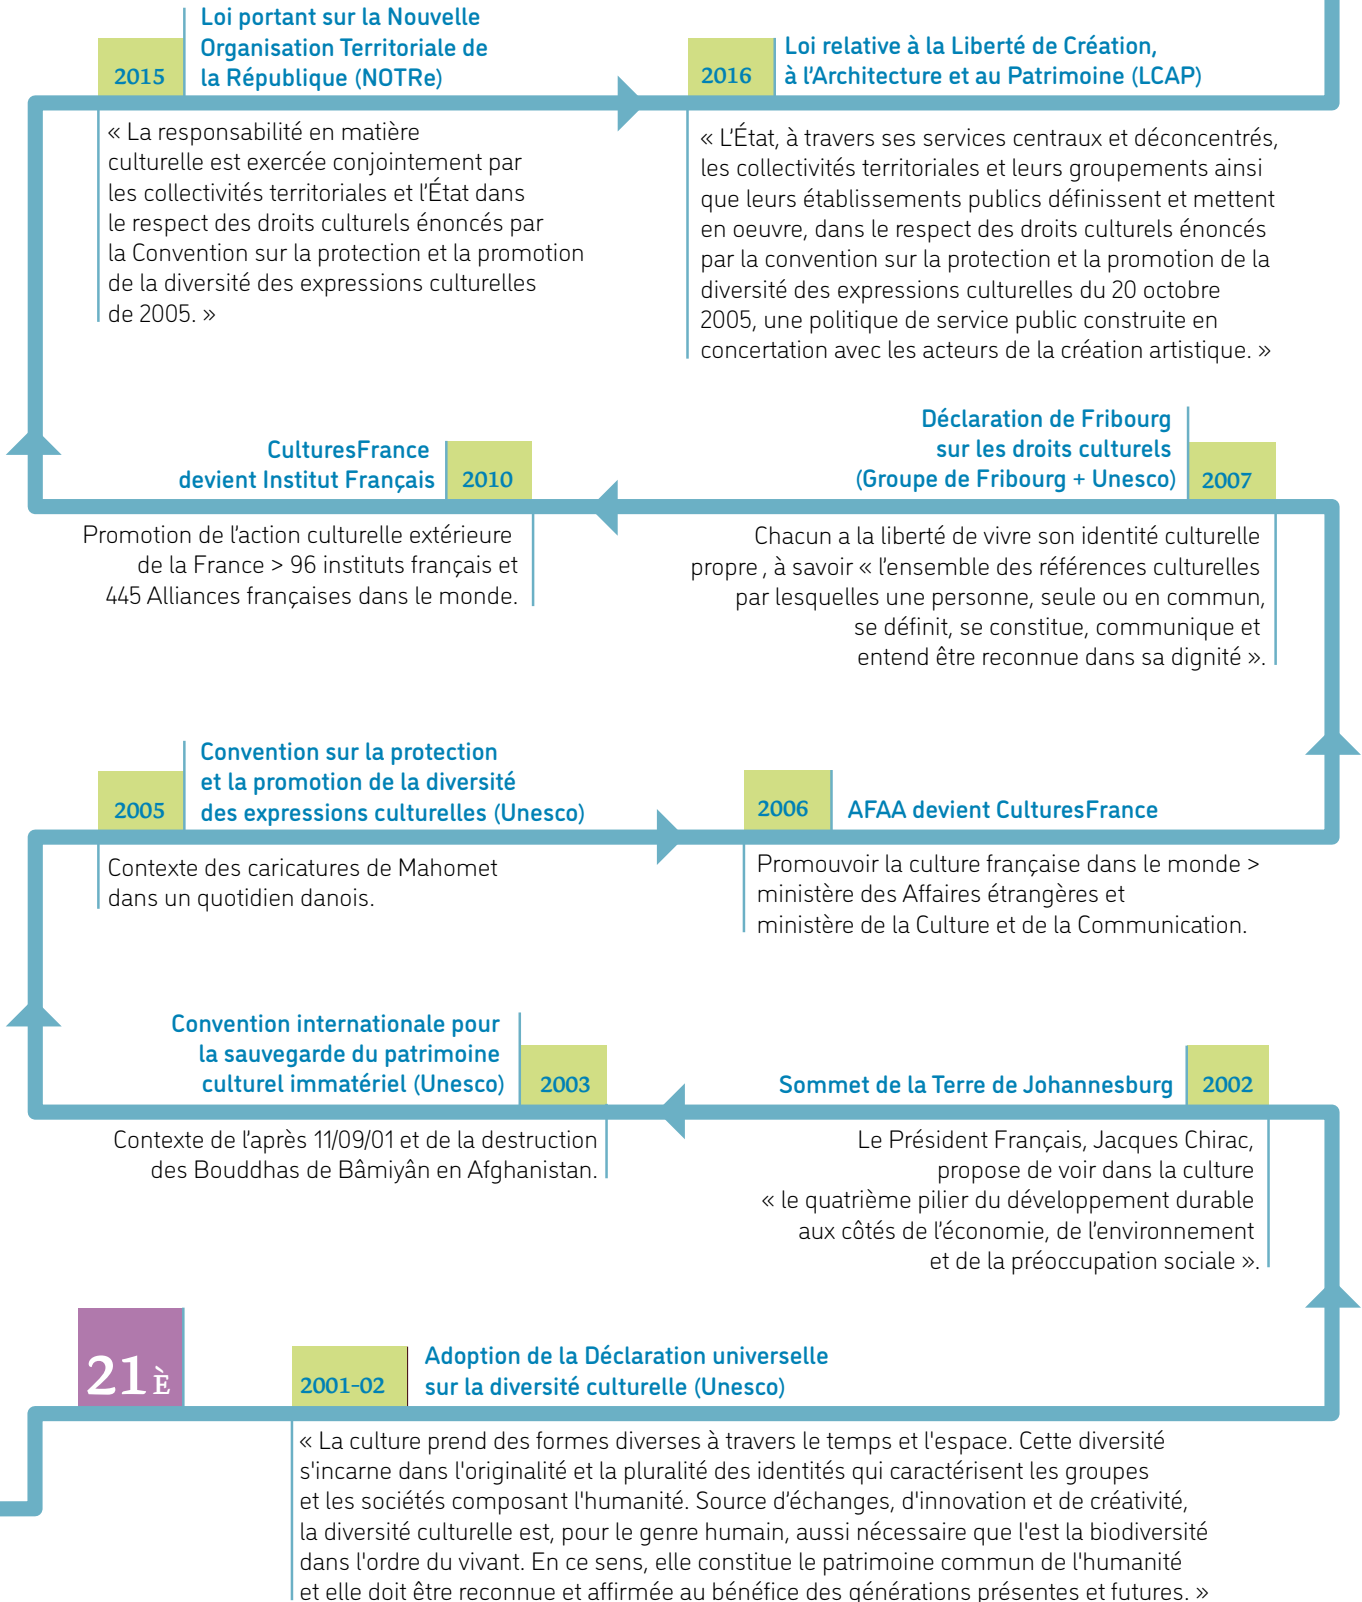 Loi portant sur la Nouvelle
Organisation Territoriale de
la République (NOTRe)
2015
« La responsabilité en matière
culturelle est exercée conjointement par
les collectivités territoriales et l'État dans
le respect des droits culturels énoncés par
la Convention sur la protection et la promotion
de la diversité des expressions culturelles
de 2005. »
Loi relative à la Liberté de Création,
à l'Architecture et au Patrimoine (LCAP)
2016
« L'État, à travers ses services centraux et déconcentrés,
les collectivités territoriales et leurs groupements ainsi
que leurs établissements publics définissent et mettent
en oeuvre, dans le respect des droits culturels énoncés
par la convention sur la protection et la promotion de la
diversité des expressions culturelles du 20 octobre
2005, une politique de service public construite en
concertation avec les acteurs de la création artistique. »
CulturesFrance
devient Institut Français
2010
Promotion de l'action culturelle extérieure
de la France > 96 instituts français et
445 Alliances françaises dans le monde.
Déclaration de Fribourg
sur les droits culturels
(Groupe de Fribourg + Unesco)
2007
Chacun a la liberté de vivre son identité culturelle
propre , à savoir « l'ensemble des références culturelles
par lesquelles une personne, seule ou en commun,
se définit, se constitue, communique et
entend être reconnue dans sa dignité ».
Convention sur la protection
et la promotion de la diversité
des expressions culturelles (Unesco)
2005
Contexte des caricatures de Mahomet
dans un quotidien danois.
2006
AFAA devient CulturesFrance
Promouvoir la culture française dans le monde >
ministère des Affaires étrangères et
ministère de la Culture et de la Communication.
Convention internationale pour
la sauvegarde du patrimoine
culturel immatériel (Unesco)
2003
Contexte de l'après 11/09/01 et de la destruction
des Bouddhas de Bâmiyân en Afghanistan.
Sommet de la Terre de Johannesburg
2002
Le Président Français, Jacques Chirac,
propose de voir dans la culture
« le quatrième pilier du développement durable
aux côtés de l'économie, de l'environnement
et de la préoccupation sociale ».
21È
2001-02
Adoption de la Déclaration universelle
sur la diversité culturelle (Unesco)
« La culture prend des formes diverses à travers le temps et l'espace. Cette diversité
s'incarne dans l'originalité et la pluralité des identités qui caractérisent les groupes
et les sociétés composant l'humanité. Source d'échanges, d'innovation et de créativité,
la diversité culturelle est, pour le genre humain, aussi nécessaire que l'est la biodiversité
dans l'ordre du vivant. En ce sens, elle constitue le patrimoine commun de l'humanité
et elle doit être reconnue et affirmée au bénéfice des générations présentes et futures. »